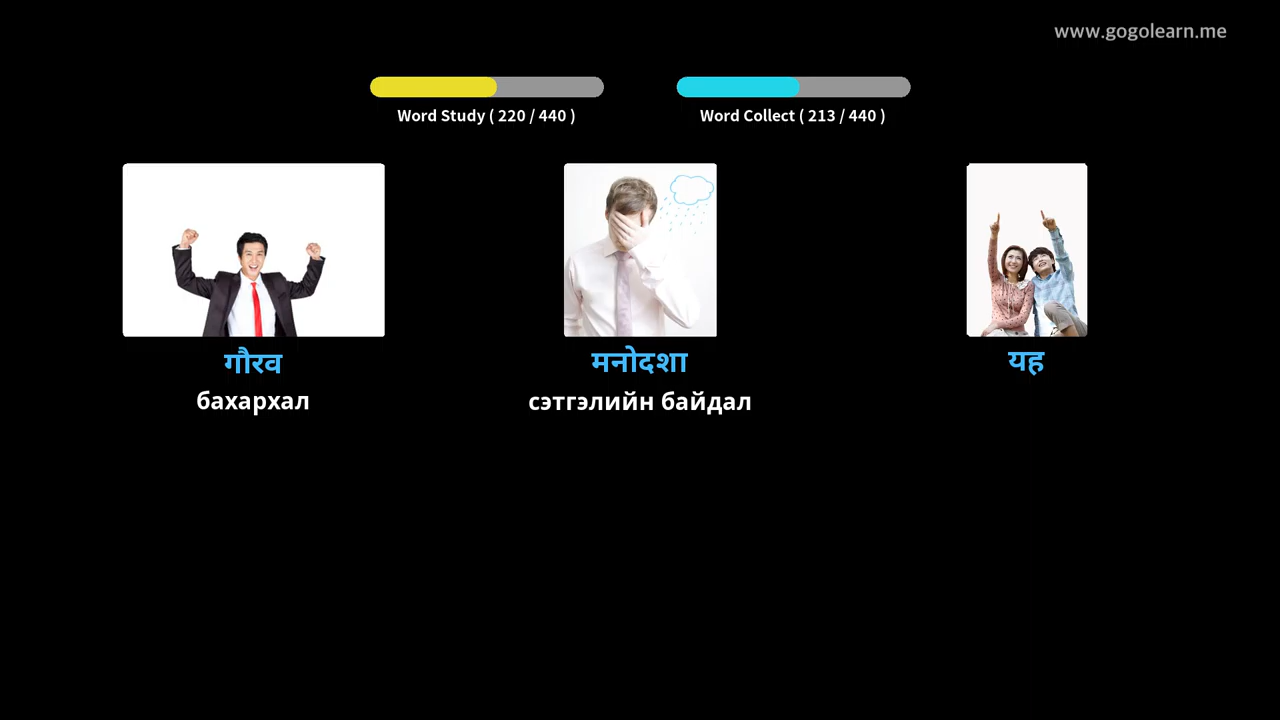 www.gogolearn.me
Word Study ( 220 / 440 )
Word Collect ( 213 / 440 )
गौरव
бахархал
मनोदशा
сэтгэлийн байдал
यह